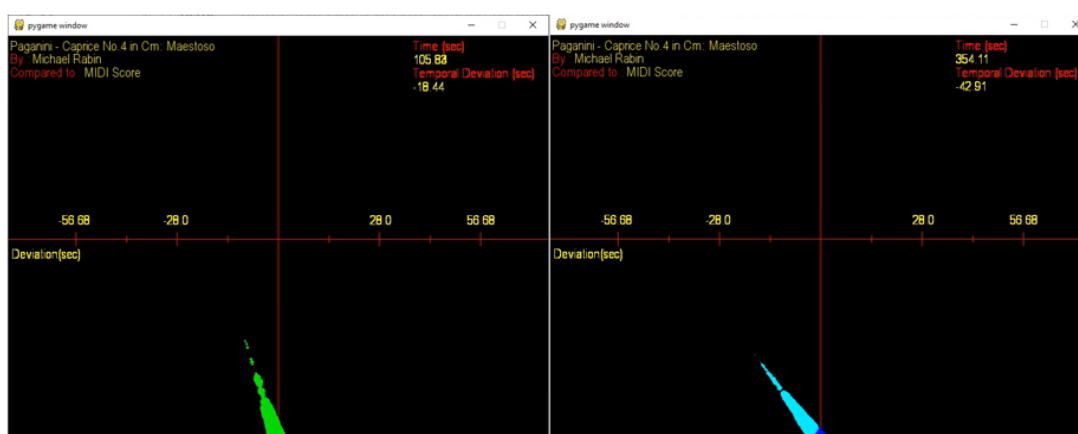 pygame window
Paganini - Caprice No.4 in Cm: Maestoso
By Michael Rabin
Compared to : MIDI Score
Time (sec)
Temporal Deviation (sec)
-18.44
-56.68 -28.0 28.0 56.68
Deviation(sec)
pygame window
Paganini - Caprice No.4 in Cm: Maestoso
By Michael Rabin
Compared to : MIDI Score
Time (sec)
354.11
Temporal Deviation (sec)
-42.91
-56.68 -28.0 28.0 56.68
Deviation(sec)